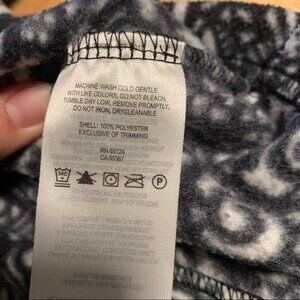 MACHINE WASH COLD GENTLE.
WITH LIKE COLORS, DO NOT BLEACH,
TUMBLE DRY LOW, REMOVE PROMPTLY,
DO NOT IRON, DRYCLEANABLE
SHELL: 100% POLYESTER
EXCLUSIVE OF TRIMMING
RN 69724
CA 05367